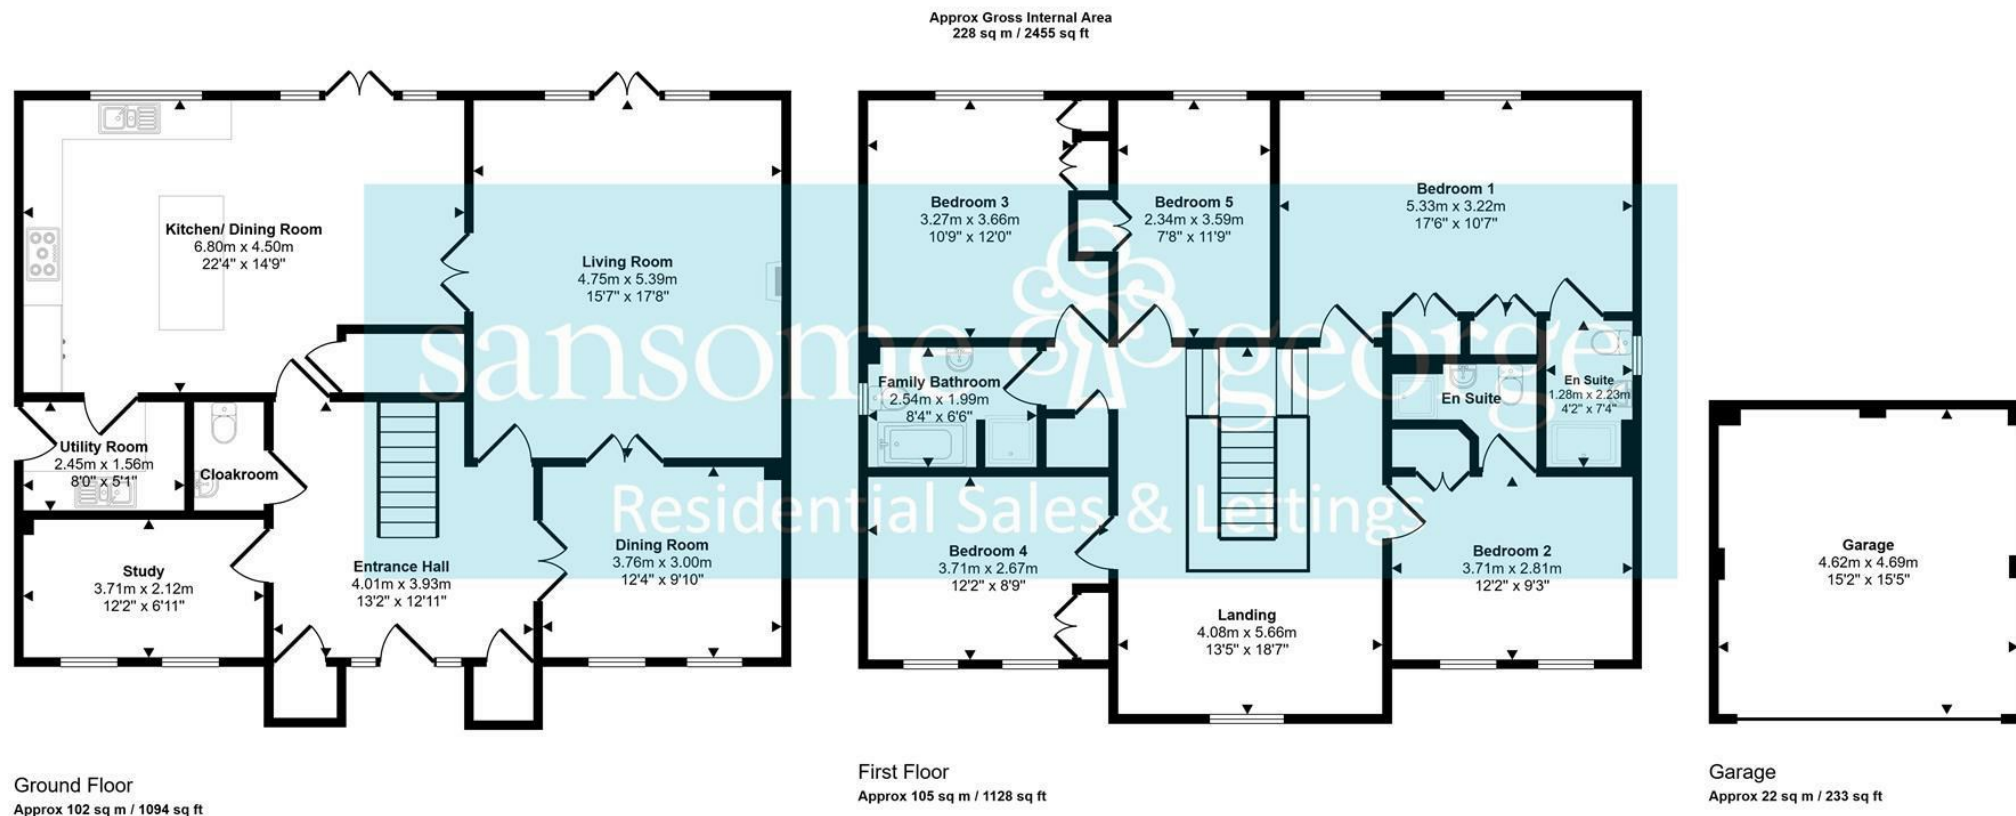 Approx Gross Internal Area
228 sq m / 2455 sq ft
Kitchen/ Dining Room
6.80m x 4.50m
22'4" x 14'9"
Living Room
4.75m x 5.39m
15'7" x 17'8"
Utility Room
2.45m x 1.56m
8'0" x 5'1"
Cloakroom
Study
3.71m x 2.12m
12'2" x 6'11"
Entrance Hall
4.01m x 3.93m
13'2" x 12'11"
Dining Room
3.76m x 3.00m
12'4" x 9'10"
Ground Floor
Approx 102 sq m / 1094 sq ft
Bedroom 3
3.27m x 3.66m
10'9" x 12'0"
Bedroom 5
2.34m x 3.59m
7'8" x 11'9"
Bedroom 1
5.33m x 3.22m
17'6" x 10'7"
Family Bathroom
2.54m x 1.99m
8'4" x 6'6"
En Suite
En Suite
1.28m x 2.23m
4'2" x 7'4"
Bedroom 4
3.71m x 2.67m
12'2" x 8'9"
Bedroom 2
3.71m x 2.81m
12'2" x 9'3"
Landing
4.08m x 5.66m
13'5" x 18'7"
First Floor
Approx 105 sq m / 1128 sq ft
Garage
4.62m x 4.69m
15'2" x 15'5"
Garage
Approx 22 sq m / 233 sq ft
sansome & george
Residential Sales & Lettings